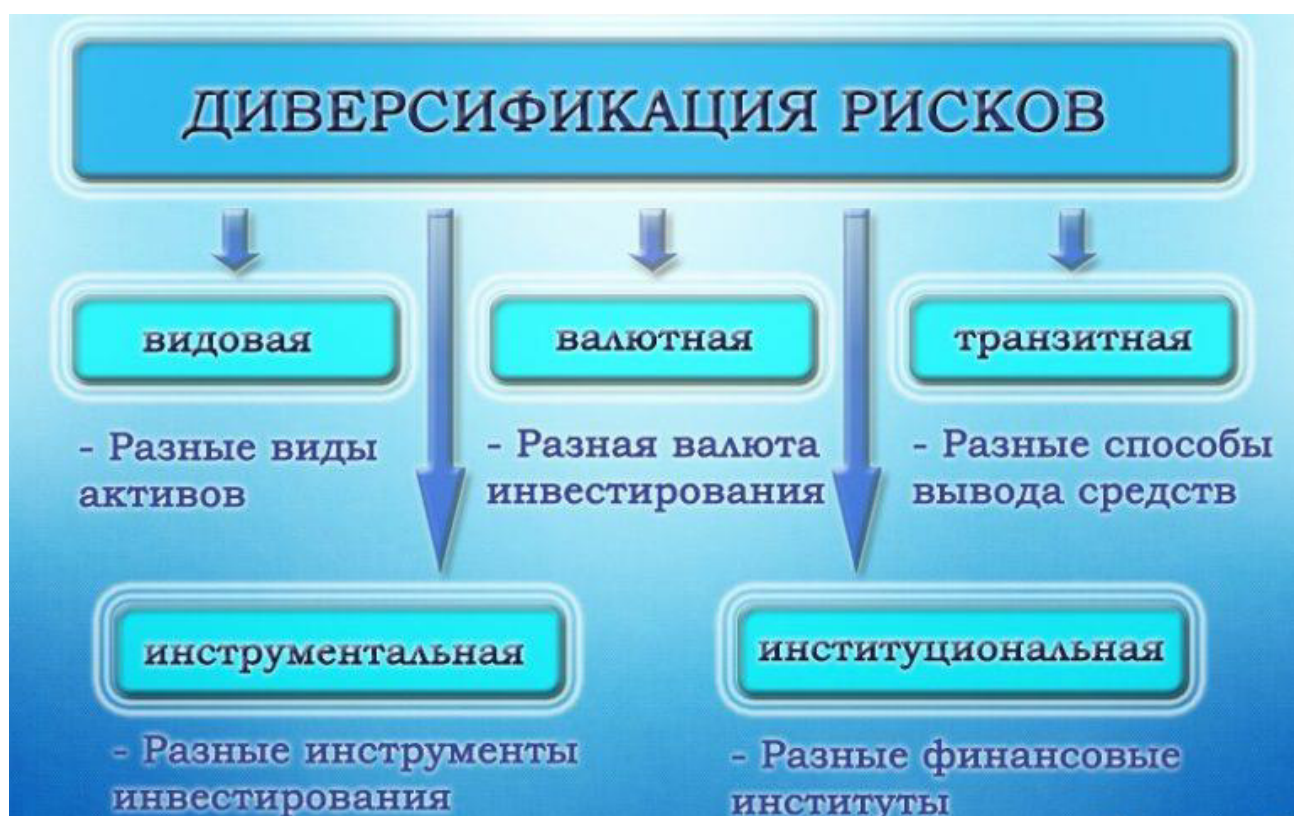 ДИВЕРСИФИКАЦИЯ РИСКОВ
видовая
- Разные виды
активов
валютная
- Разная валюта
инвестирования
транзитная
- Разные способы
вывода средств
инструментальная
- Разные инструменты
инвестирования
институциональная
- Разные финансовые
институты